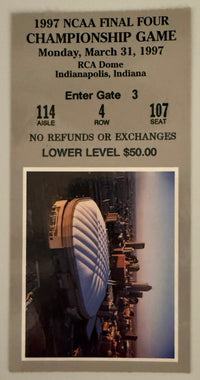 1997 NCAA FINAL FOUR
CHAMPIONSHIP GAME
Monday, March 31, 1997
RCA Dome
Indianapolis, Indiana
Enter Gate 3
114 4 107
AISLE ROW SEAT
NO REFUNDS OR EXCHANGES
LOWER LEVEL $50.00